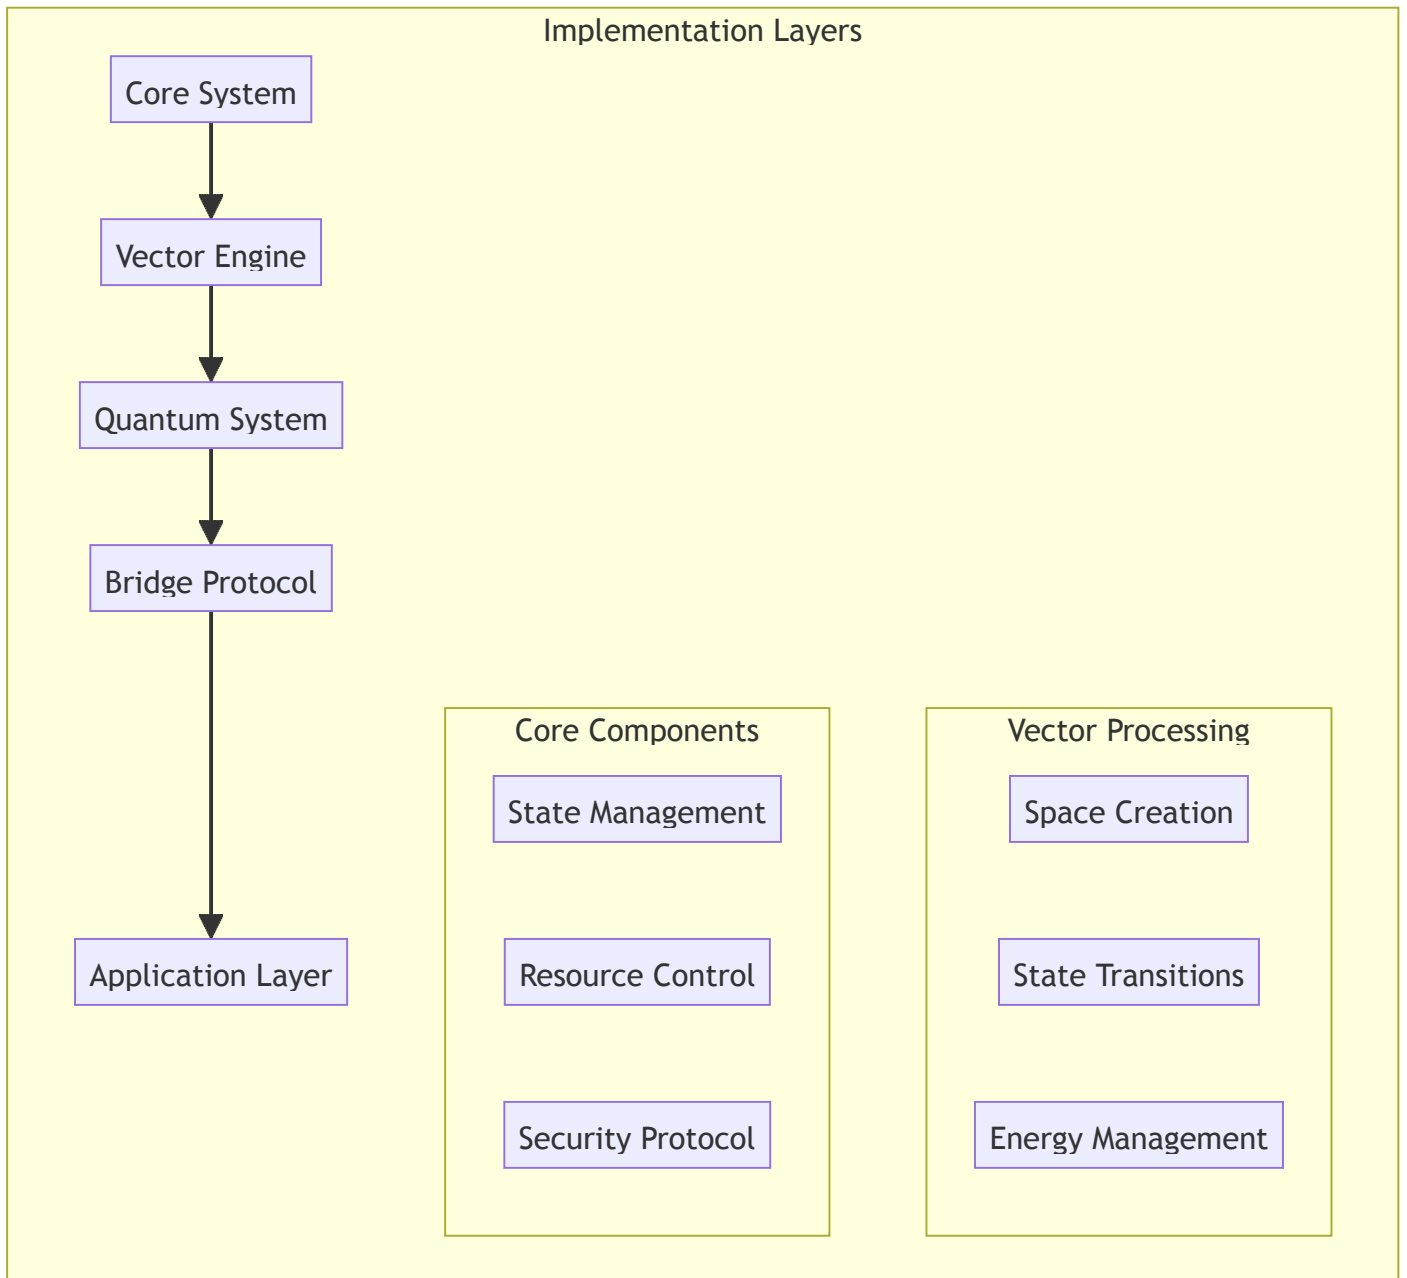 Implementation Layers
Core System
Vector Engine
Quantum System
Bridge Protocol
Application Layer
Core Components
State Management
Resource Control
Security Protocol
Vector Processing
Space Creation
State Transitions
Energy Management